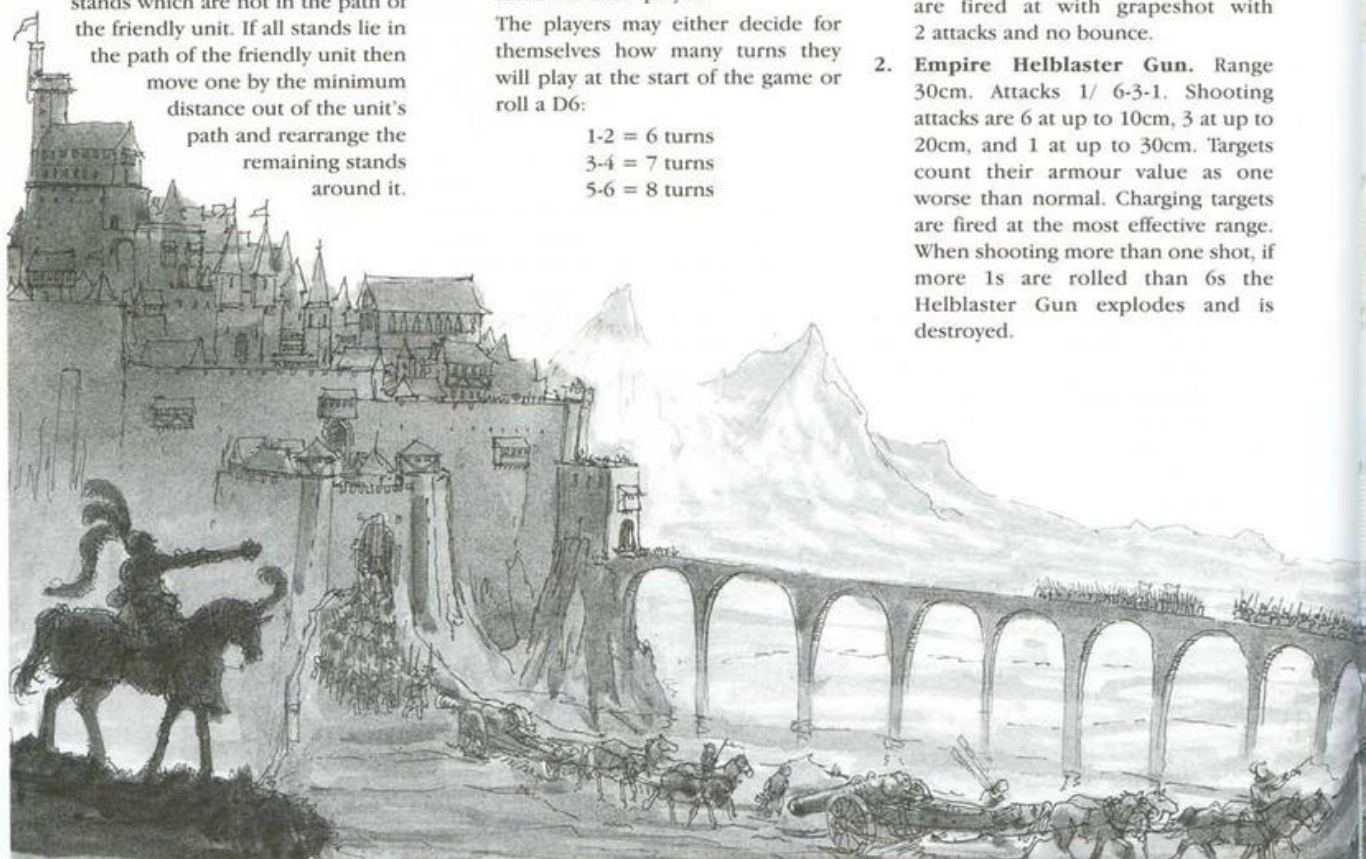 stands which are not in the path of
the friendly unit. If all stands lie in
the path of the friendly unit then
move one by the minimum
distance out of the unit's
path and rearrange the
remaining stands
around it.
The players may either decide for
themselves how many turns they
will play at the start of the game or
roll a D6:
1-2 = 6 turns
3-4 = 7 turns
5-6 = 8 turns
are fired at with grapeshot with
2 attacks and no bounce.
2. Empire Helblaster Gun. Range
30cm. Attacks 1/ 6-3-1. Shooting
attacks are 6 at up to 10cm, 3 at up to
20cm, and 1 at up to 30cm. Targets
count their armour value as one
worse than normal. Charging targets
are fired at the most effective range.
When shooting more than one shot, if
more 1s are rolled than 6s the
Helblaster Gun explodes and is
destroyed.